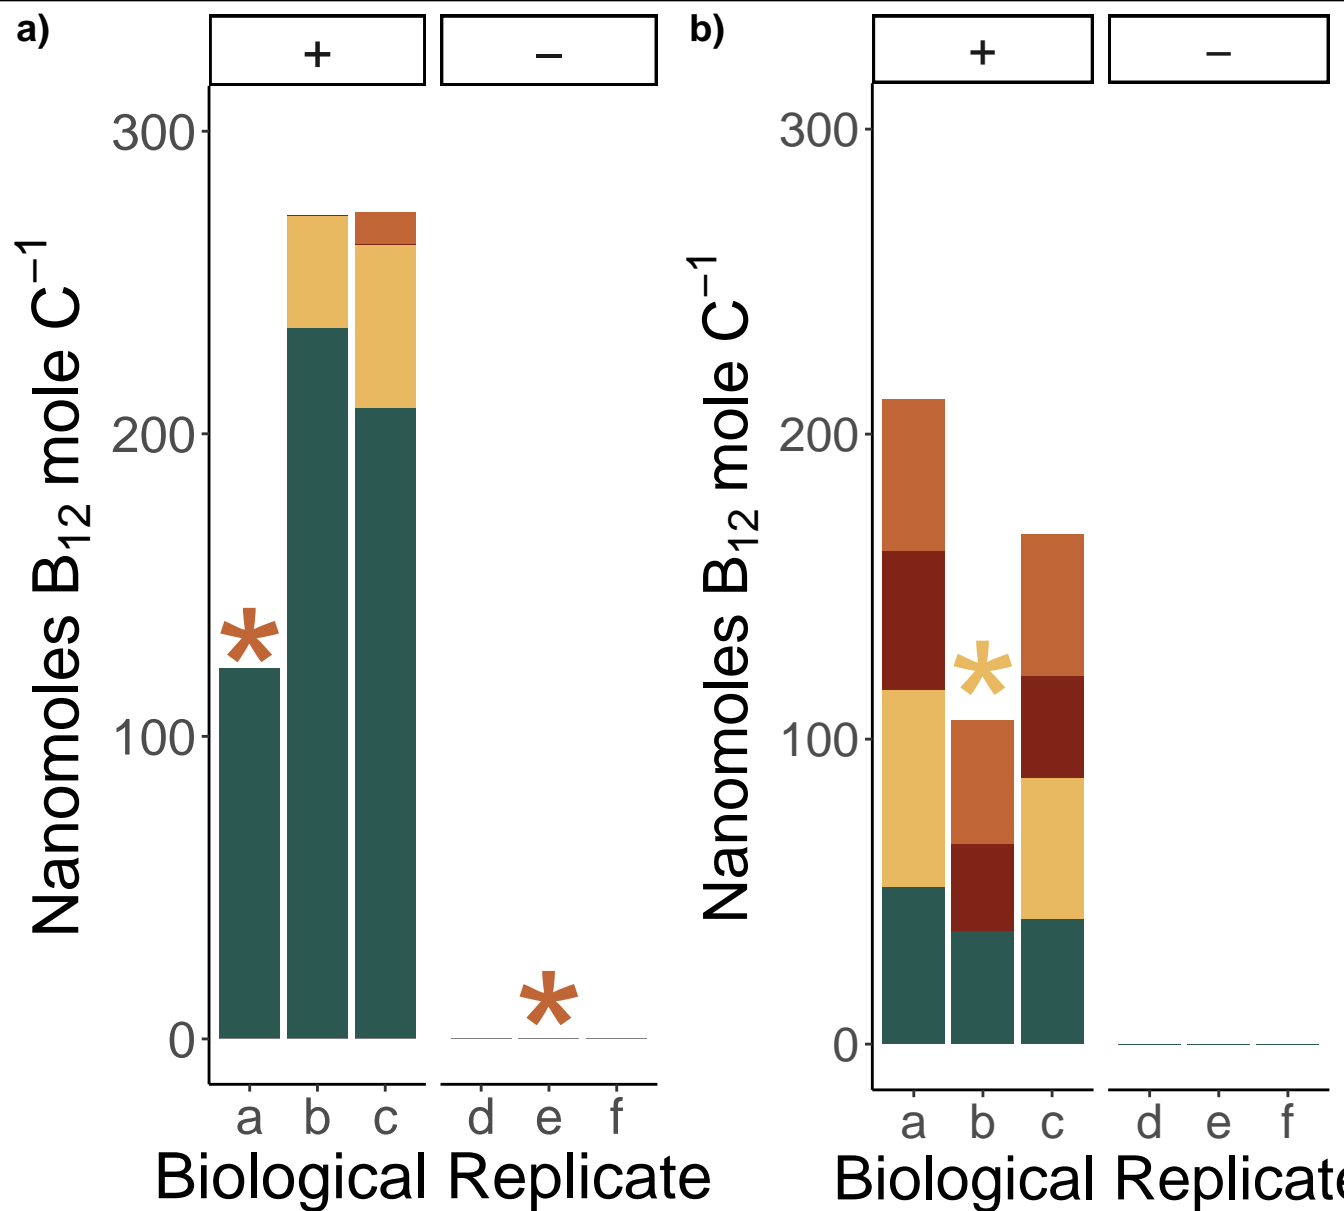 a)
+
−
300
200
100
0
Nanomoles B₁₂ mole C⁻¹
*
*
a b c d e f
Biological Replicate
b)
+
−
300
200
100
0
Nanomoles B₁₂ mole C⁻¹
*
a b c d e f
Biological Replicate